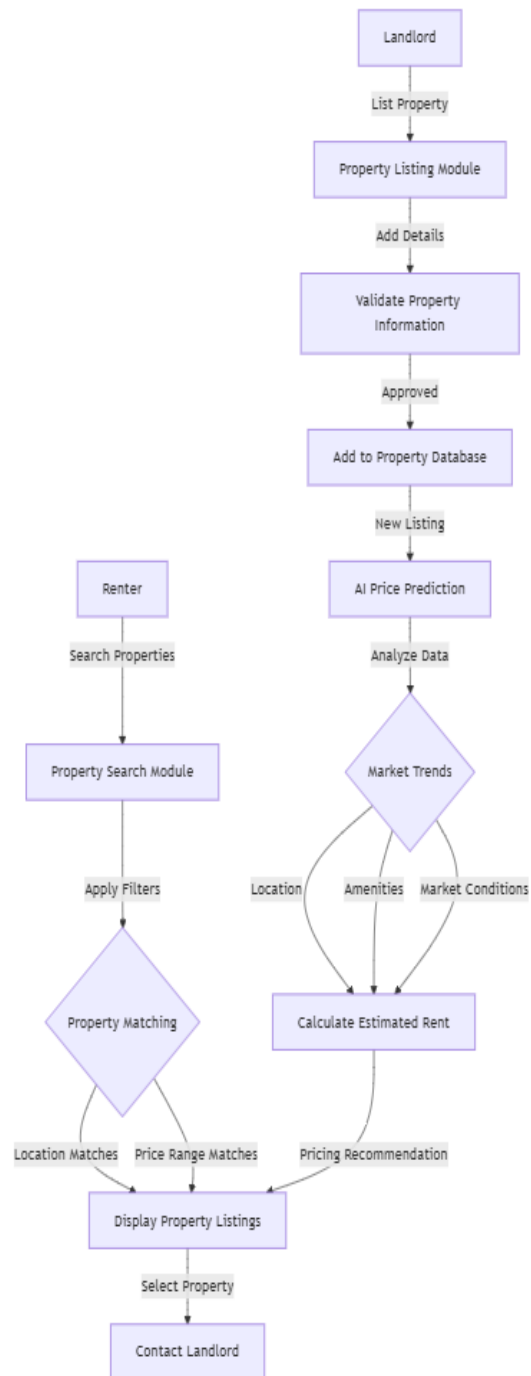 Landlord
List Property
Property Listing Module
Add Details
Validate Property
Information
Approved
Add to Property Database
New Listing
Renter
AI Price Prediction
Search Properties
Analyze Data
Property Search Module
Market Trends
Apply Filters
Location
Amenities
Market Conditions
Property Matching
Calculate Estimated Rent
Location Matches
Price Range Matches
Pricing Recommendation
Display Property Listings
Select Property
Contact Landlord